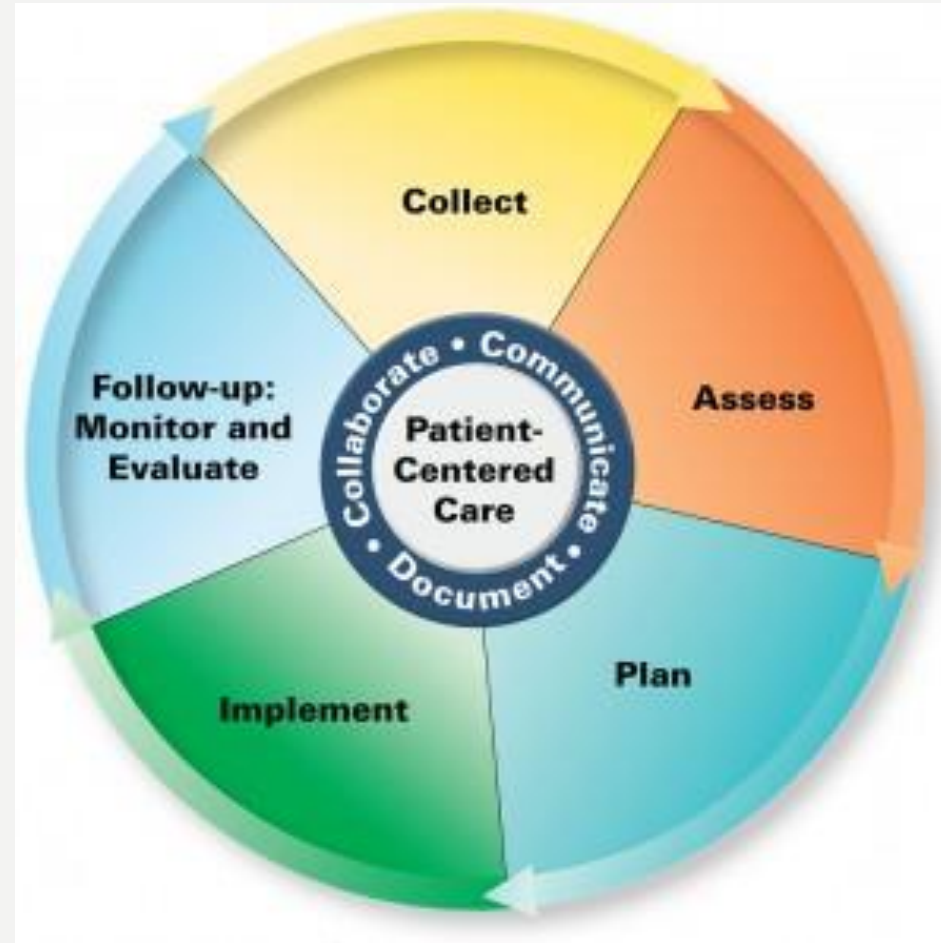 Collect
Assess
Plan
Implement
Follow-up:
Monitor and
Evaluate
Collaborate • Communicate • Document •
Patient-
Centered
Care